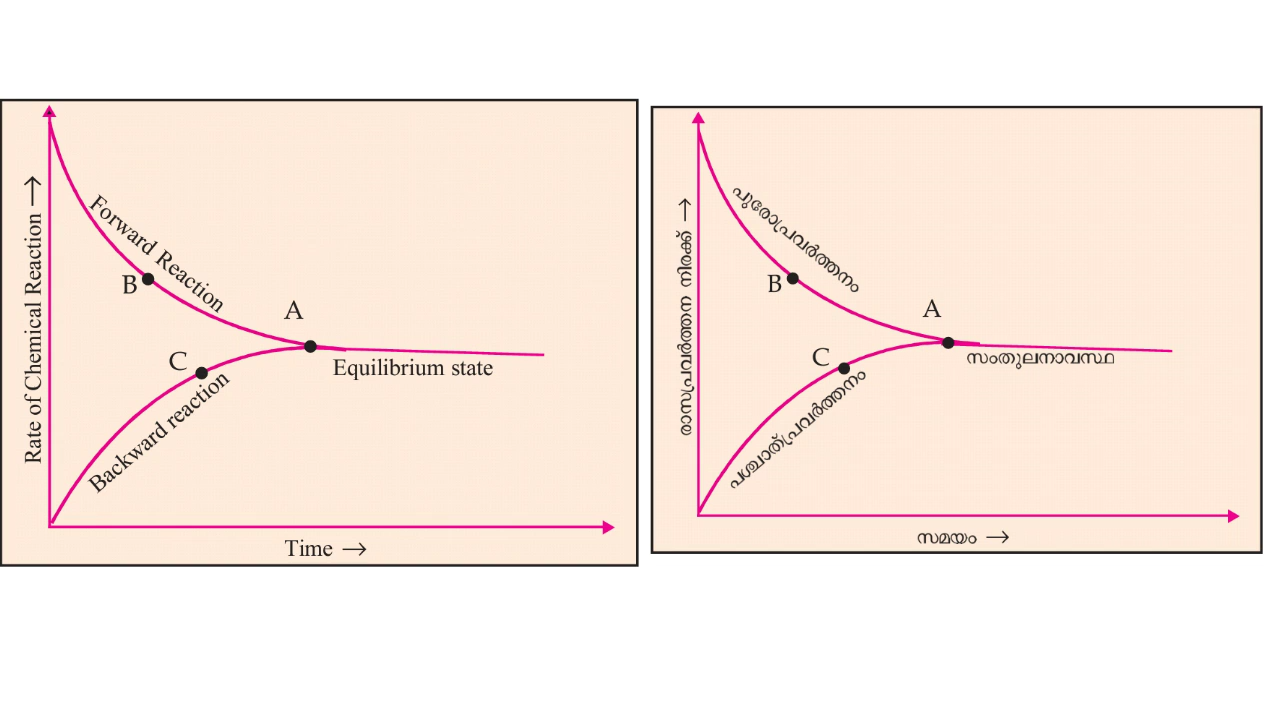 Rate of Chemical Reaction →
Forward Reaction
B
A
C
Equilibrium state
Backward reaction
Time →
രാസപ്രവർത്തന നിരക്ക് →
പുരോപ്രവർത്തനം
B
A
C
സംതുലനാവസ്ഥ
പശ്ചാത്പ്രവർത്തനം
സമയം →